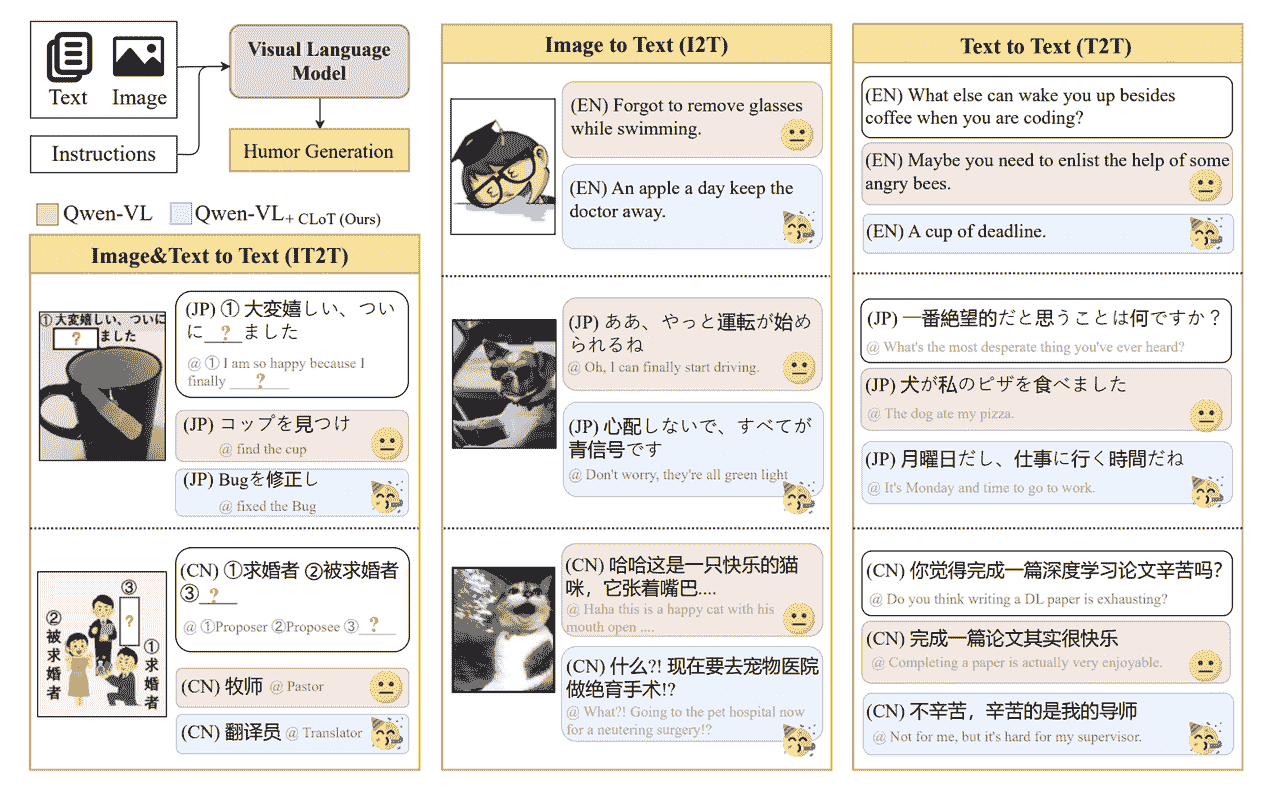 Text
Image
Visual Language
Model
Instructions
Humor Generation
Qwen-VL
Qwen-VL+ CLoT (Ours)
Image&Text to Text (IT2T)
① 大変嬉しい、ついに
?
ました
(JP) ① 大変嬉しい、つい
に__?__ました
@ ① I am so happy because I
finally ____?____
(JP) コップを見つけ
@ find the cup
(JP) Bugを修正し
@ fixed the Bug
③
?
②被求婚者
①求婚者
(CN) ①求婚者 ②被求婚者
③__?__
@ ①Proposer ②Proposee ③__?__
(CN) 牧师 @ Pastor
(CN) 翻译员 @ Translator
Image to Text (I2T)
(EN) Forgot to remove glasses
while swimming.
(EN) An apple a day keep the
doctor away.
(JP) ああ、やっと運転が始め
られるね
@ Oh, I can finally start driving.
(JP) 心配しないで、すべてが
青信号です
@ Don't worry, they're all green light
(CN) 哈哈这是一只快乐的猫
咪，它张着嘴巴....
@ Haha this is a happy cat with his
mouth open ....
(CN) 什么?! 现在要去宠物医院
做绝育手术!?
@ What?! Going to the pet hospital now
for a neutering surgery!?
Text to Text (T2T)
(EN) What else can wake you up besides
coffee when you are coding?
(EN) Maybe you need to enlist the help of some
angry bees.
(EN) A cup of deadline.
(JP) 一番絶望的だと思うことは何ですか？
@ What's the most desperate thing you've ever heard?
(JP) 犬が私のピザを食べました
@ The dog ate my pizza.
(JP) 月曜日だし、仕事に行く時間だね
@ It's Monday and time to go to work.
(CN) 你觉得完成一篇深度学习论文辛苦吗?
@ Do you think writing a DL paper is exhausting?
(CN) 完成一篇论文其实很快乐
@ Completing a paper is actually very enjoyable.
(CN) 不辛苦，辛苦的是我的导师
@ Not for me, but it's hard for my supervisor.